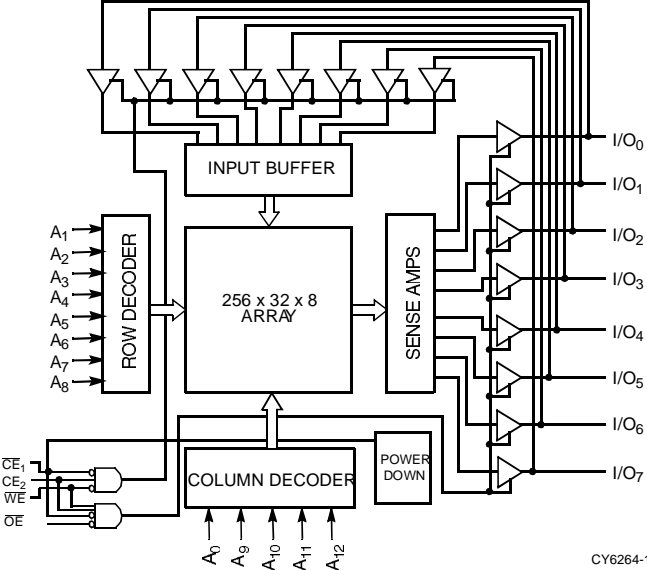 INPUT BUFFER
I/O0
I/O1
I/O2
I/O3
I/O4
I/O5
I/O6
I/O7
A1
A2
A3
A4
A5
A6
A7
A8
ROW DECODER
256 x 32 x 8
ARRAY
SENSE AMPS
CE1
CE2
WE
OE
COLUMN DECODER
POWER
DOWN
A0
A9
A10
A11
A12
CY6264-1